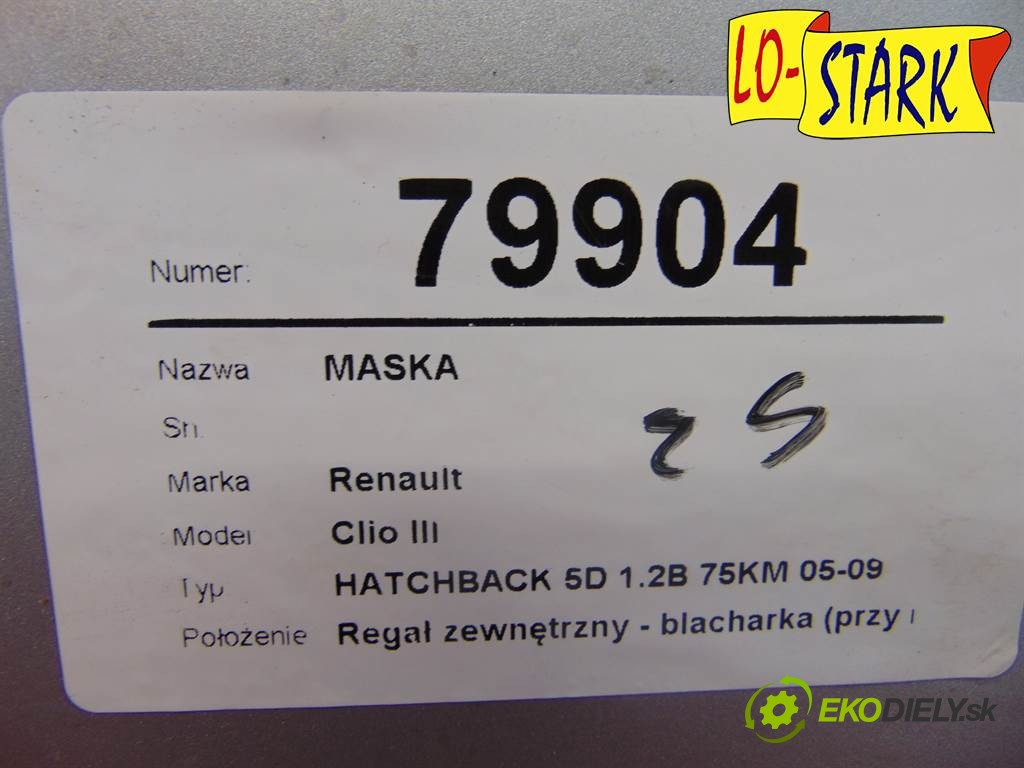 LO-STARK
Numer: 79904
Nazwa MASKA
Sn.
Marka Renault
Model Clio III
Typ HATCHBACK 5D 1.2B 75KM 05-09
Położenie Regał zewnętrzny - blacharka (przy
EKODIELY.sk